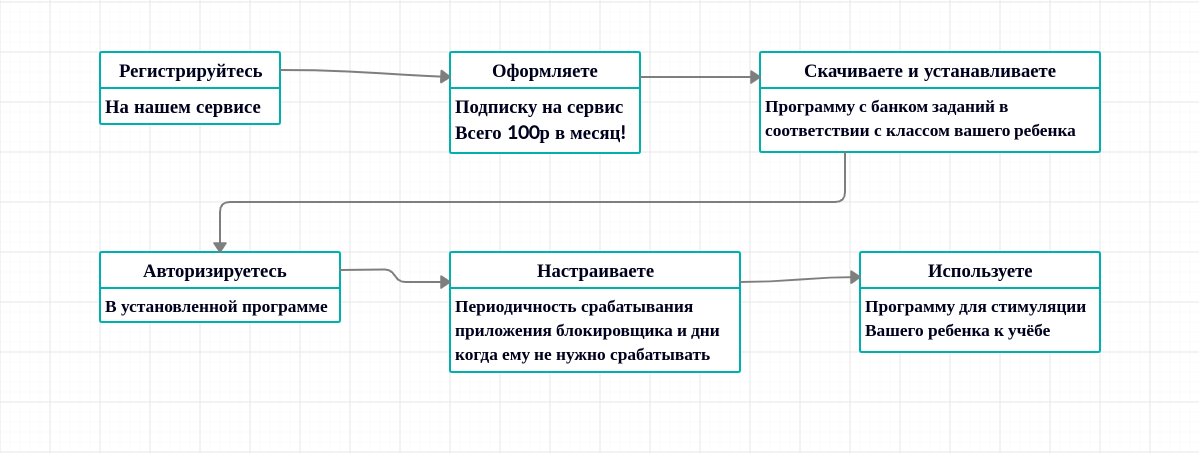 Регистрируйтесь
На нашем сервисе
Оформляете
Подписку на сервис
Всего 100р в месяц!
Скачиваете и устанавливаете
Программу с банком заданий в
соответствии с классом вашего ребенка
Авторизируетесь
В установленной программе
Настраиваете
Периодичность срабатывания
приложения блокировщика и дни
когда ему не нужно срабатывать
Используете
Программу для стимуляции
Вашего ребенка к учёбе